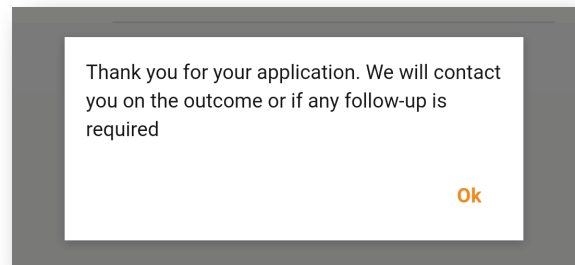 Thank you for your application. We will contact
you on the outcome or if any follow-up is
required
Ok